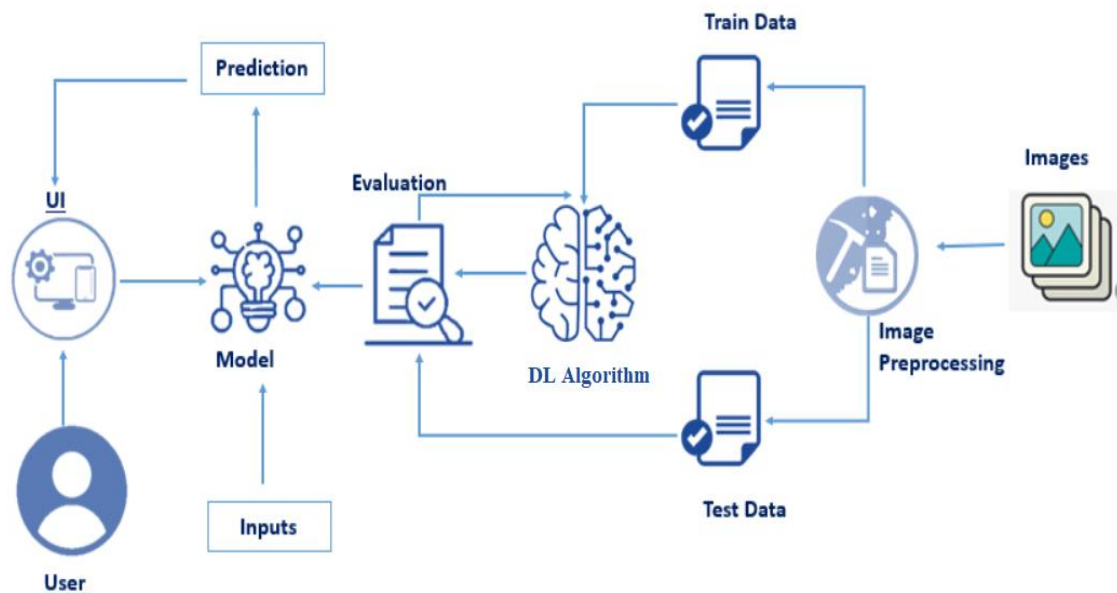 Train Data
Prediction
Images
Evaluation
UI
Image
Preprocessing
Model
DL Algorithm
Test Data
Inputs
User